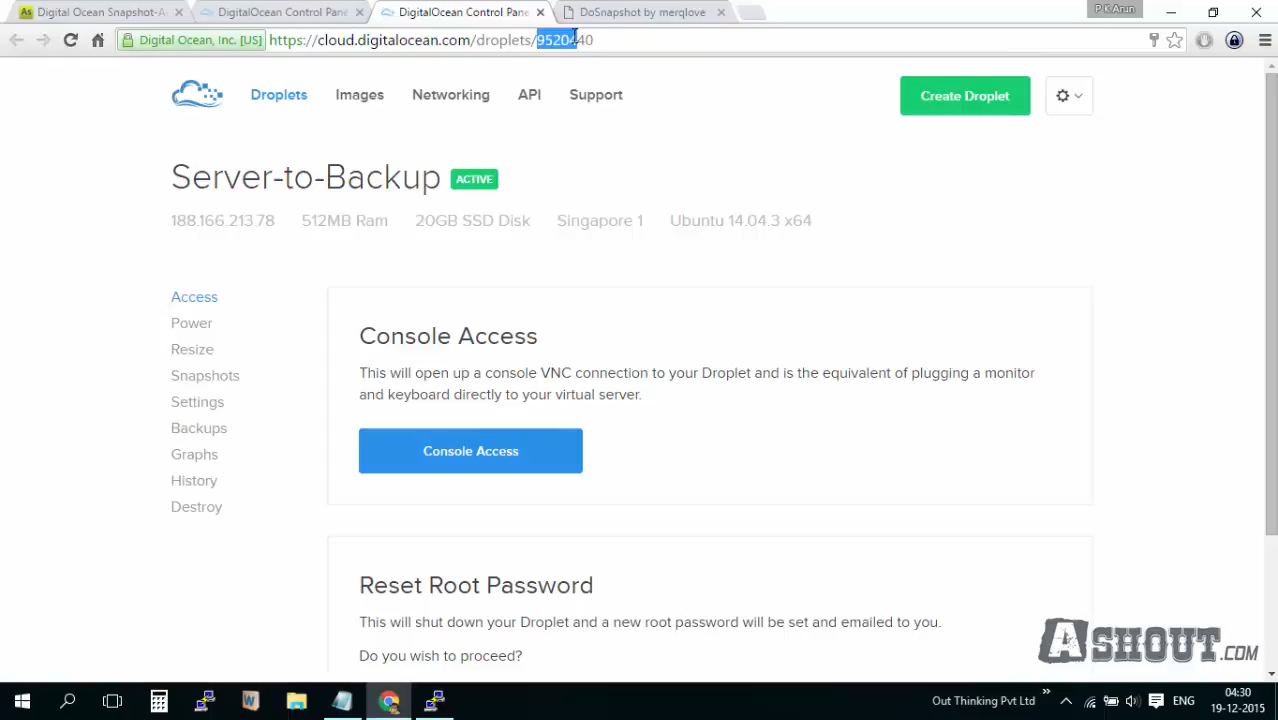 Digital Ocean Snapshot-A
DigitalOcean Control Pane
DigitalOcean Control Pane
DoSnapshot by merqlove
P K Arun
Digital Ocean, Inc. [US]
https://cloud.digitalocean.com/droplets/9520440
Droplets
Images
Networking
API
Support
Create Droplet
Server-to-Backup
ACTIVE
188.166.213.78
512MB Ram
20GB SSD Disk
Singapore 1
Ubuntu 14.04.3 x64
Access
Power
Resize
Snapshots
Settings
Backups
Graphs
History
Destroy
Console Access
This will open up a console VNC connection to your Droplet and is the equivalent of plugging a monitor
and keyboard directly to your virtual server.
Console Access
Reset Root Password
This will shut down your Droplet and a new root password will be set and emailed to you.
Do you wish to proceed?
ASHOUT.COM
Out Thinking Pvt Ltd
ENG
04:30
19-12-2015